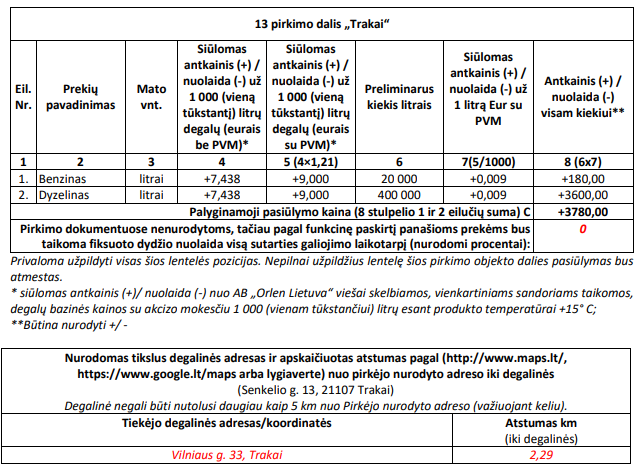 13 pirkimo dalis „Trakai“
Eil. Nr.
Prekių pavadinimas
Mato vnt.
Siūlomas antkainis (+) / nuolaida (-) už 1 000 (vieną tūkstantį) litrų degalų (eurais be PVM)*
Siūlomas antkainis (+) / nuolaida (-) už 1 000 (vieną tūkstantį) litrų degalų (eurais su PVM)*
Preliminarus kiekis litrais
Siūlomas antkainis (+) / nuolaida (-) už 1 litrą Eur su PVM
Antkainis (+) / nuolaida (-) visam kiekiui**
1 2 3 4 5 (4×1,21) 6 7(5/1000) 8 (6x7)
1. Benzinas litrai +7,438 +9,000 20 000 +0,009 +180,00
2. Dyzelinas litrai +7,438 +9,000 400 000 +0,009 +3600,00
Palyginamoji pasiūlymo kaina (8 stulpelio 1 ir 2 eilučių suma) C +3780,00
Pirkimo dokumentuose nenurodytoms, tačiau pagal funkcinę paskirtį panašioms prekėms bus
taikoma fiksuoto dydžio nuolaida visą sutarties galiojimo laikotarpį (nurodomi procentai): 0
Privaloma užpildyti visas šios lentelės pozicijas. Nepilnai užpildžius lentelę šios pirkimo objekto dalies pasiūlymas bus
atmestas.
* siūlomas antkainis (+)/ nuolaida (-) nuo AB „Orlen Lietuva“ viešai skelbiamos, vienkartiniams sandoriams taikomos,
degalų bazinės kainos su akcizo mokesčiu 1 000 (vienam tūkstančiui) litrų esant produkto temperatūrai +15° C;
**Būtina nurodyti +/ -
Nurodomas tikslus degalinės adresas ir apskaičiuotas atstumas pagal (http://www.maps.lt/,
https://www.google.lt/maps arba lygiaverte) nuo pirkėjo nurodyto adreso iki degalinės
(Senkelio g. 13, 21107 Trakai)
Degalinė negali būti nutolusi daugiau kaip 5 km nuo Pirkėjo nurodyto adreso (važiuojant keliu).
Tiekėjo degalinės adresas/koordinatės
Atstumas km
(iki degalinės)
Vilniaus g. 33, Trakai 2,29